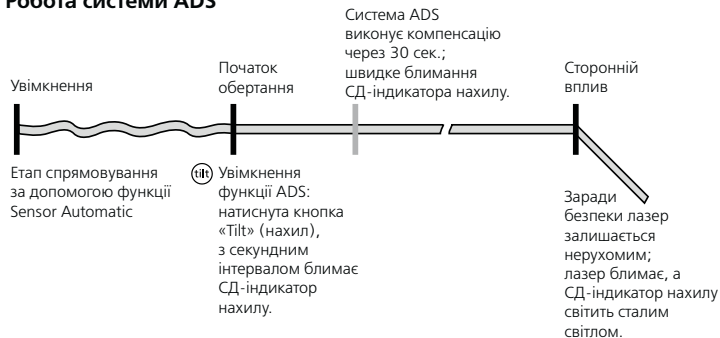 Робота системи ADS
Увімкнення
Етап спрямовування
за допомогою функції
Sensor Automatic
Початок
обертання
tilt
Увімкнення
функції ADS:
натиснута кнопка
«Tilt» (нахил),
з секундним
інтервалом блимає
СД-індикатор
нахилу.
Система ADS
виконує компенсацію
через 30 сек.;
швидке блимання
СД-індикатора нахилу.
Сторонній
вплив
Заради
безпеки лазер
залишається
нерухомим;
лазер блимає, а
СД-індикатор нахилу
світить сталим
світлом.